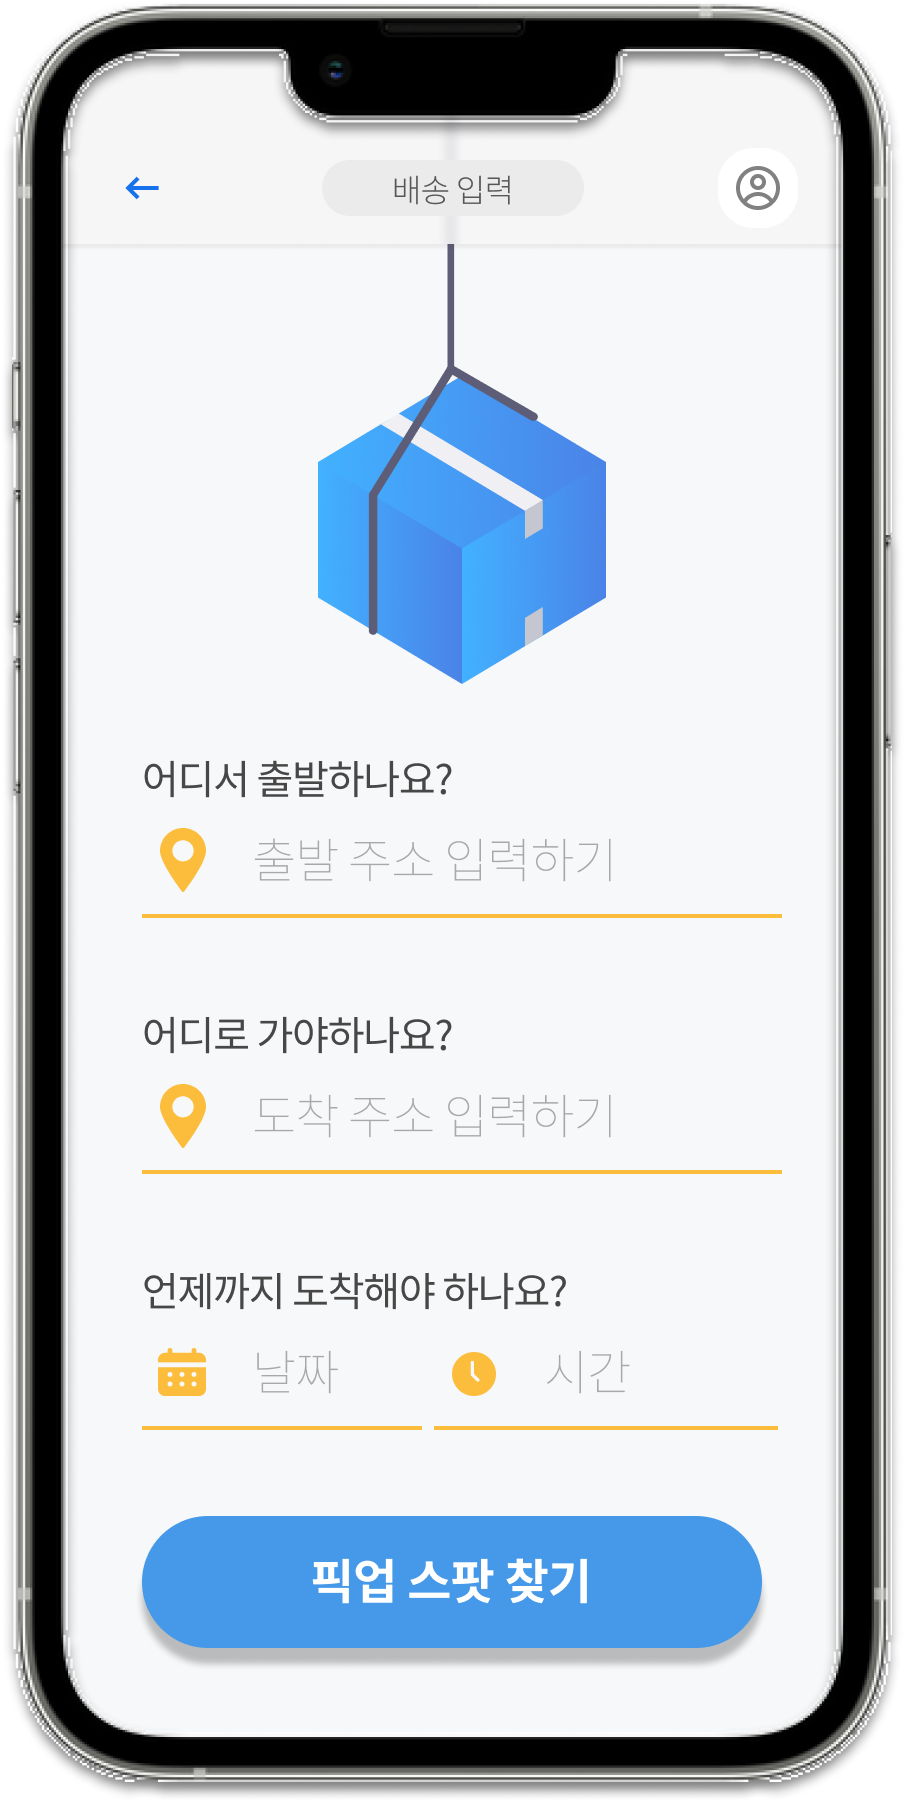 배송 입력
어디서 출발하나요?
출발 주소 입력하기
어디로 가야하나요?
도착 주소 입력하기
언제까지 도착해야 하나요?
날짜 시간
픽업 스팟 찾기